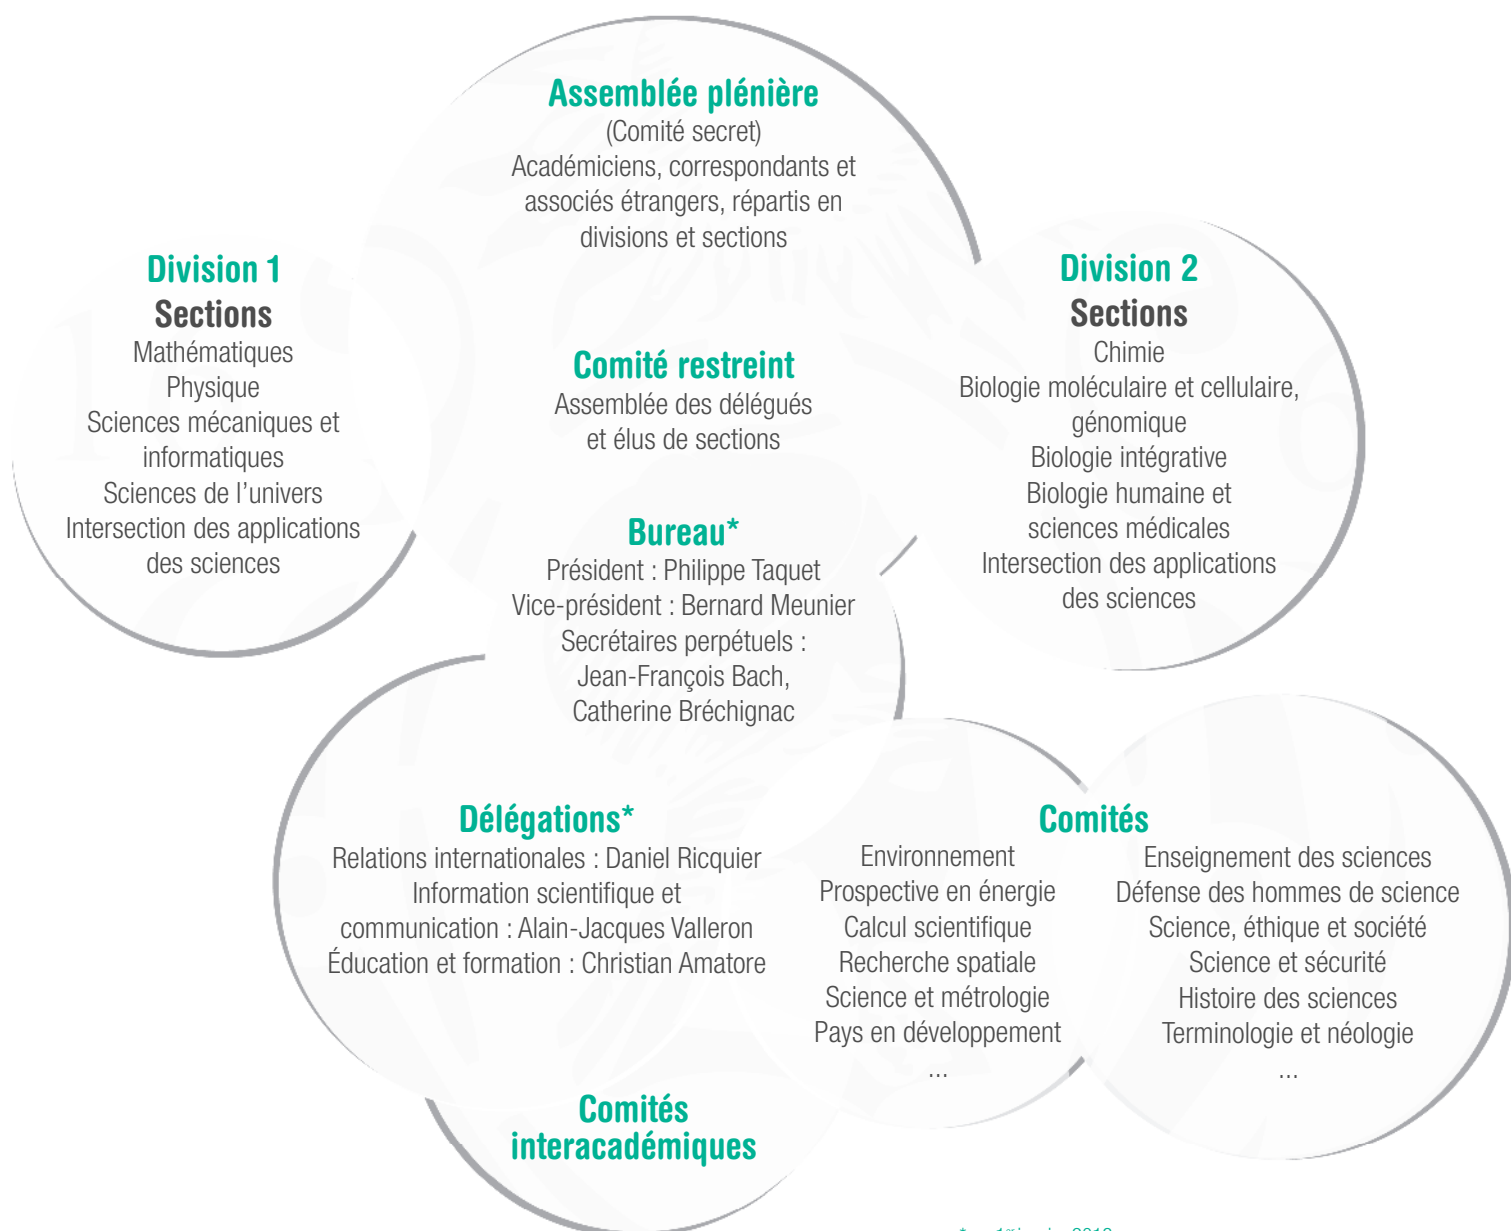 Assemblée plénière
(Comité secret)
Académiciens, correspondants et
associés étrangers, répartis en
divisions et sections
Division 1
Sections
Mathématiques
Physique
Sciences mécaniques et
informatiques
Sciences de l'univers
Intersection des applications
des sciences
Comité restreint
Assemblée des délégués
et élus de sections
Division 2
Sections
Chimie
Biologie moléculaire et cellulaire,
génomique
Biologie intégrative
Biologie humaine et
sciences médicales
Intersection des applications
des sciences
Bureau*
Président : Philippe Taquet
Vice-président : Bernard Meunier
Secrétaires perpétuels :
Jean-François Bach,
Catherine Bréchignac
Délégations*
Relations internationales : Daniel Ricquier
Information scientifique et
communication : Alain-Jacques Valleron
Éducation et formation : Christian Amatore
Comités
Environnement
Prospective en énergie
Calcul scientifique
Recherche spatiale
Science et métrologie
Pays en développement
...
Enseignement des sciences
Défense des hommes de science
Science, éthique et société
Science et sécurité
Histoire des sciences
Terminologie et néologie
...
Comités
interacadémiques